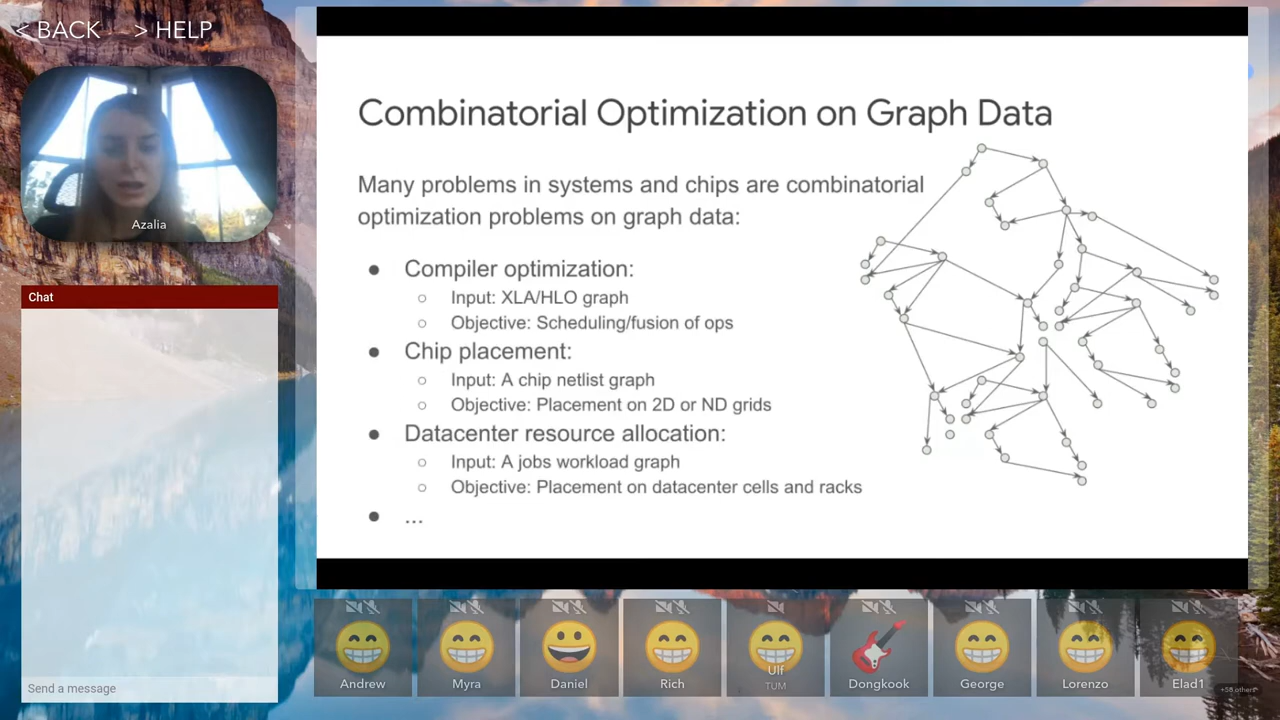 < BACK
> HELP
Azalia
Chat
Send a message
Combinatorial Optimization on Graph Data
Many problems in systems and chips are combinatorial
optimization problems on graph data:
● Compiler optimization:
○ Input: XLA/HLO graph
○ Objective: Scheduling/fusion of ops
● Chip placement:
○ Input: A chip netlist graph
○ Objective: Placement on 2D or ND grids
● Datacenter resource allocation:
○ Input: A jobs workload graph
○ Objective: Placement on datacenter cells and racks
● ...
Andrew
Myra
Daniel
Rich
Ulf
TUM
Dongkook
George
Lorenzo
Elad1
+58 others